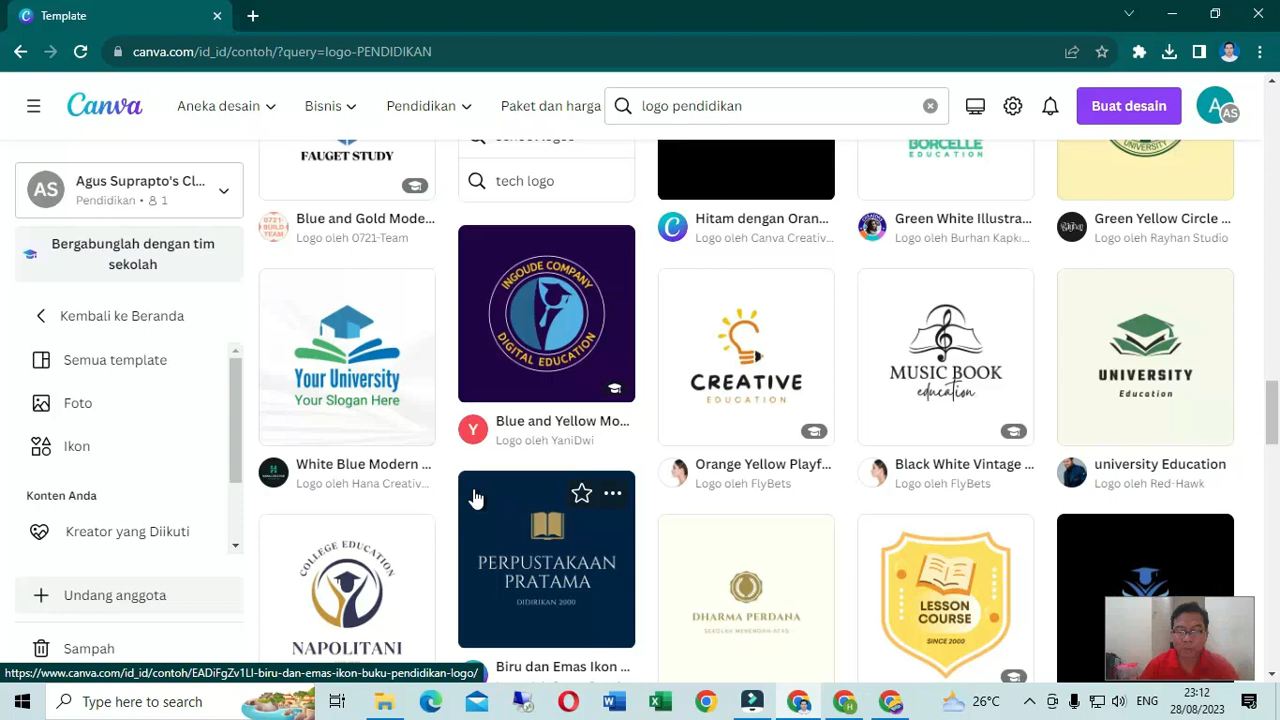 Template
canva.com/id_id/contoh/?query=logo-PENDIDIKAN
Canva
Aneka desain
Bisnis
Pendidikan
Paket dan harga
logo pendidikan
Buat desain
A
AS
AS
Agus Suprapto's Cl...
Pendidikan • 1
Bergabunglah dengan tim
sekolah
Kembali ke Beranda
Semua template
Foto
Ikon
Konten Anda
Kreator yang Diikuti
Undang anggota
Sampah
FAUGET STUDY
Blue and Gold Mode...
Logo oleh 0721-Team
tech logo
Hitam dengan Oran...
Logo oleh Canva Creativ...
BORCELLE
EDUCATION
Green White Illustra...
Logo oleh Burhan Kapkı...
UNIVERSITY
Green Yellow Circle ...
Logo oleh Rayhan Studio
Your University
Your Slogan Here
White Blue Modern ...
Logo oleh Hana Creativ...
INGOUDE COMPANY
DIGITAL EDUCATION
Y
Blue and Yellow Mo...
Logo oleh YaniDwi
CREATIVE
EDUCATION
Orange Yellow Playf...
Logo oleh FlyBets
MUSIC BOOK
education
Black White Vintage ...
Logo oleh FlyBets
UNIVERSITY
Education
university Education
Logo oleh Red-Hawk
COLLEGE EDUCATION
NAPOLITANI
PERPUSTAKAAN
PRATAMA
DIDIRIKAN 2000
Biru dan Emas Ikon ...
DHARMA PERDANA
SEKOLAH MENENGAH ATAS
LESSON
COURSE
SINCE 2000
https://www.canva.com/id_id/contoh/EADiFgZv1LI-biru-dan-emas-ikon-buku-pendidikan-logo/
Type here to search
26°C
ENG
23:12
28/08/2023